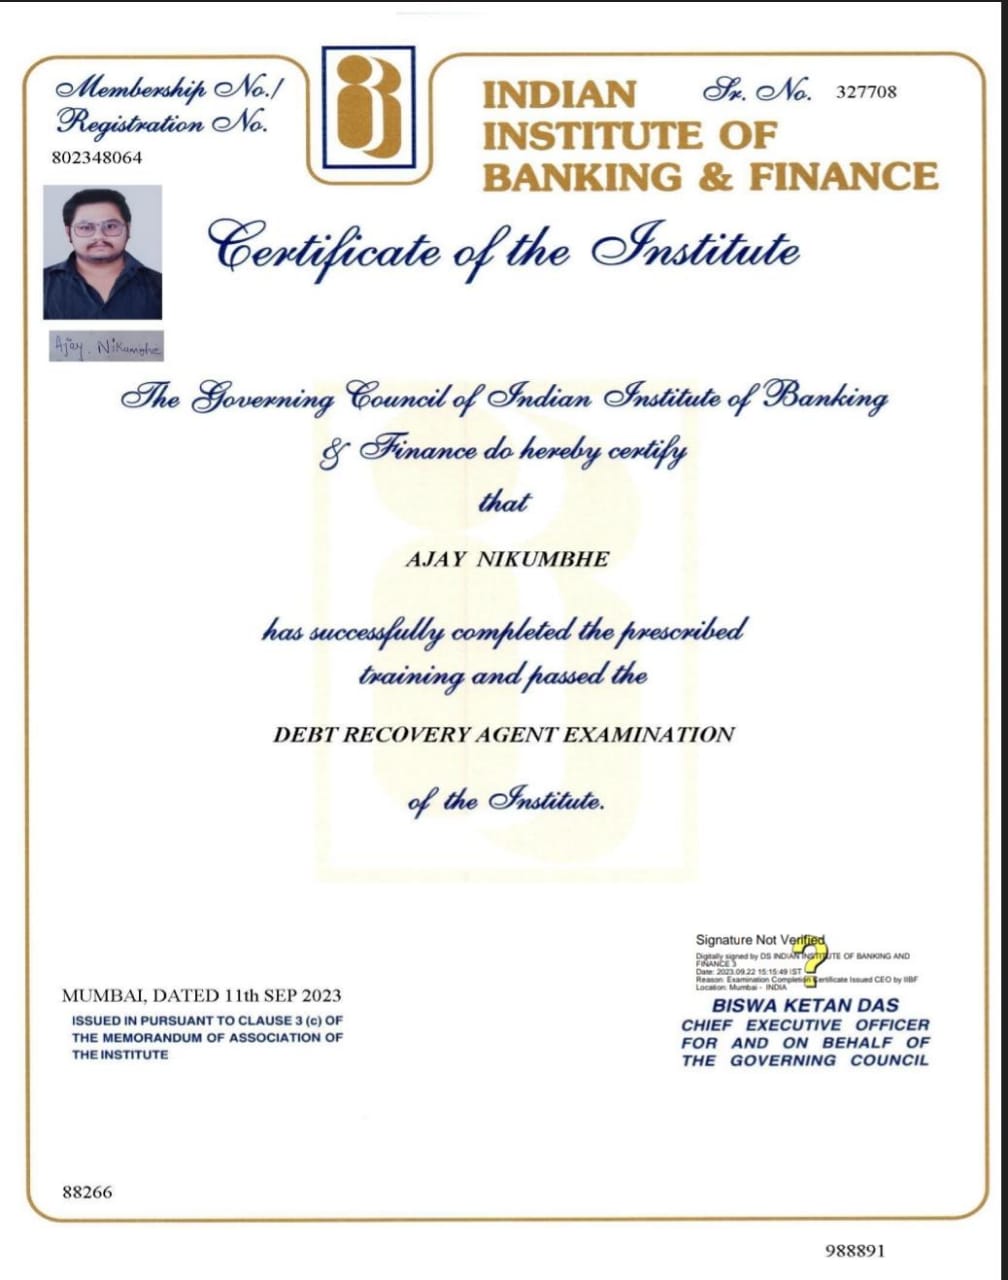 Membership No./
Registration No.
802348064
INDIAN
INSTITUTE OF
BANKING & FINANCE
Sr. No. 327708
Certificate of the Institute
Ajay. Nikumbhe
The Governing Council of Indian Institute of Banking
& Finance do hereby certify
that
AJAY NIKUMBHE
has successfully completed the prescribed
training and passed the
DEBT RECOVERY AGENT EXAMINATION
of the Institute.
Signature Not Verified
Digitally signed by DS INDIAN INSTITUTE OF BANKING AND
FINANCE 3
Date: 2023.09.22 15:15:49 IST
Reason: Examination Completion Certificate Issued CEO by IIBF
Location: Mumbai - INDIA
?
MUMBAI, DATED 11th SEP 2023
ISSUED IN PURSUANT TO CLAUSE 3 (c) OF
THE MEMORANDUM OF ASSOCIATION OF
THE INSTITUTE
BISWA KETAN DAS
CHIEF EXECUTIVE OFFICER
FOR AND ON BEHALF OF
THE GOVERNING COUNCIL
88266
988891